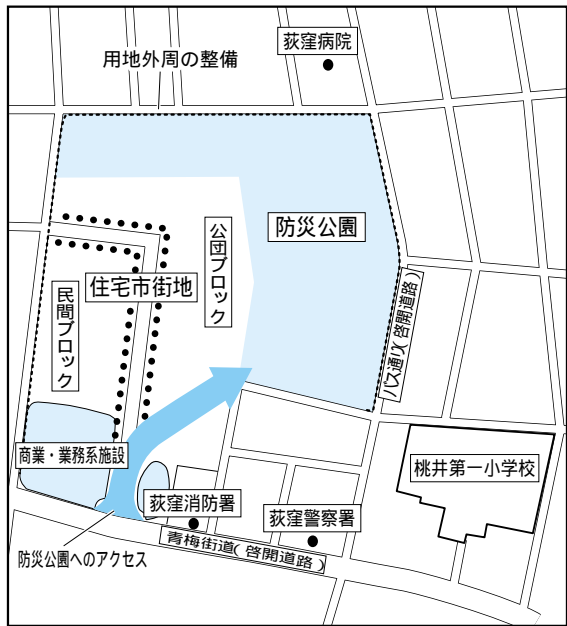 荻窪病院
用地外周の整備
防災公園
公団ブロック
住宅市街地
民間ブロック
バス通り(啓開道路)
商業・業務系施設
桃井第一小学校
荻窪消防署
荻窪警察署
青梅街道(啓開道路)
防災公園へのアクセス